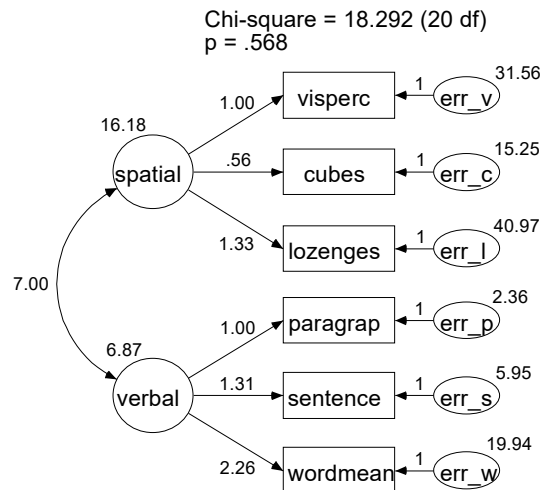 Chi-square = 18.292 (20 df)
p = .568
31.56
1.00
visperc
1
err_v
16.18
15.25
spatial
.56
cubes
1
err_c
40.97
1.33
lozenges
1
err_l
7.00
2.36
1.00
paragrap
1
err_p
6.87
5.95
verbal
1.31
sentence
1
err_s
19.94
2.26
wordmean
1
err_w